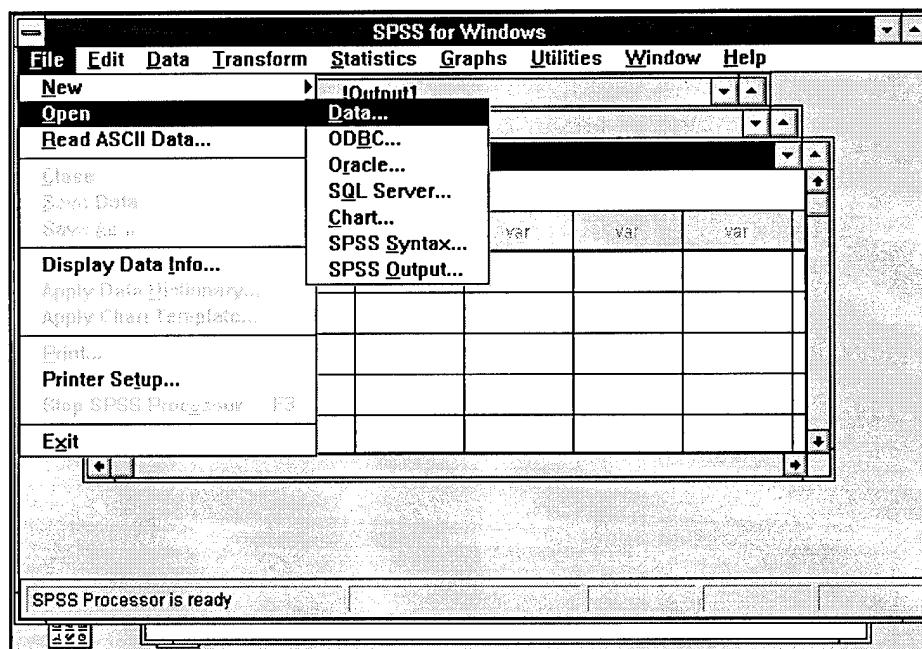 SPSS for Windows
File Edit Data Transform Statistics Graphs Utilities Window Help
New
Open
Read ASCII Data...
Close
Save Data
Save As...
Display Data Info...
Apply Data Dictionary...
Apply Chart Template...
Print...
Printer Setup...
Stop SPSS Processor F3
Exit
!Output1
Data...
ODBC...
Oracle...
SQL Server...
Chart...
SPSS Syntax...
SPSS Output...
var var var
SPSS Processor is ready